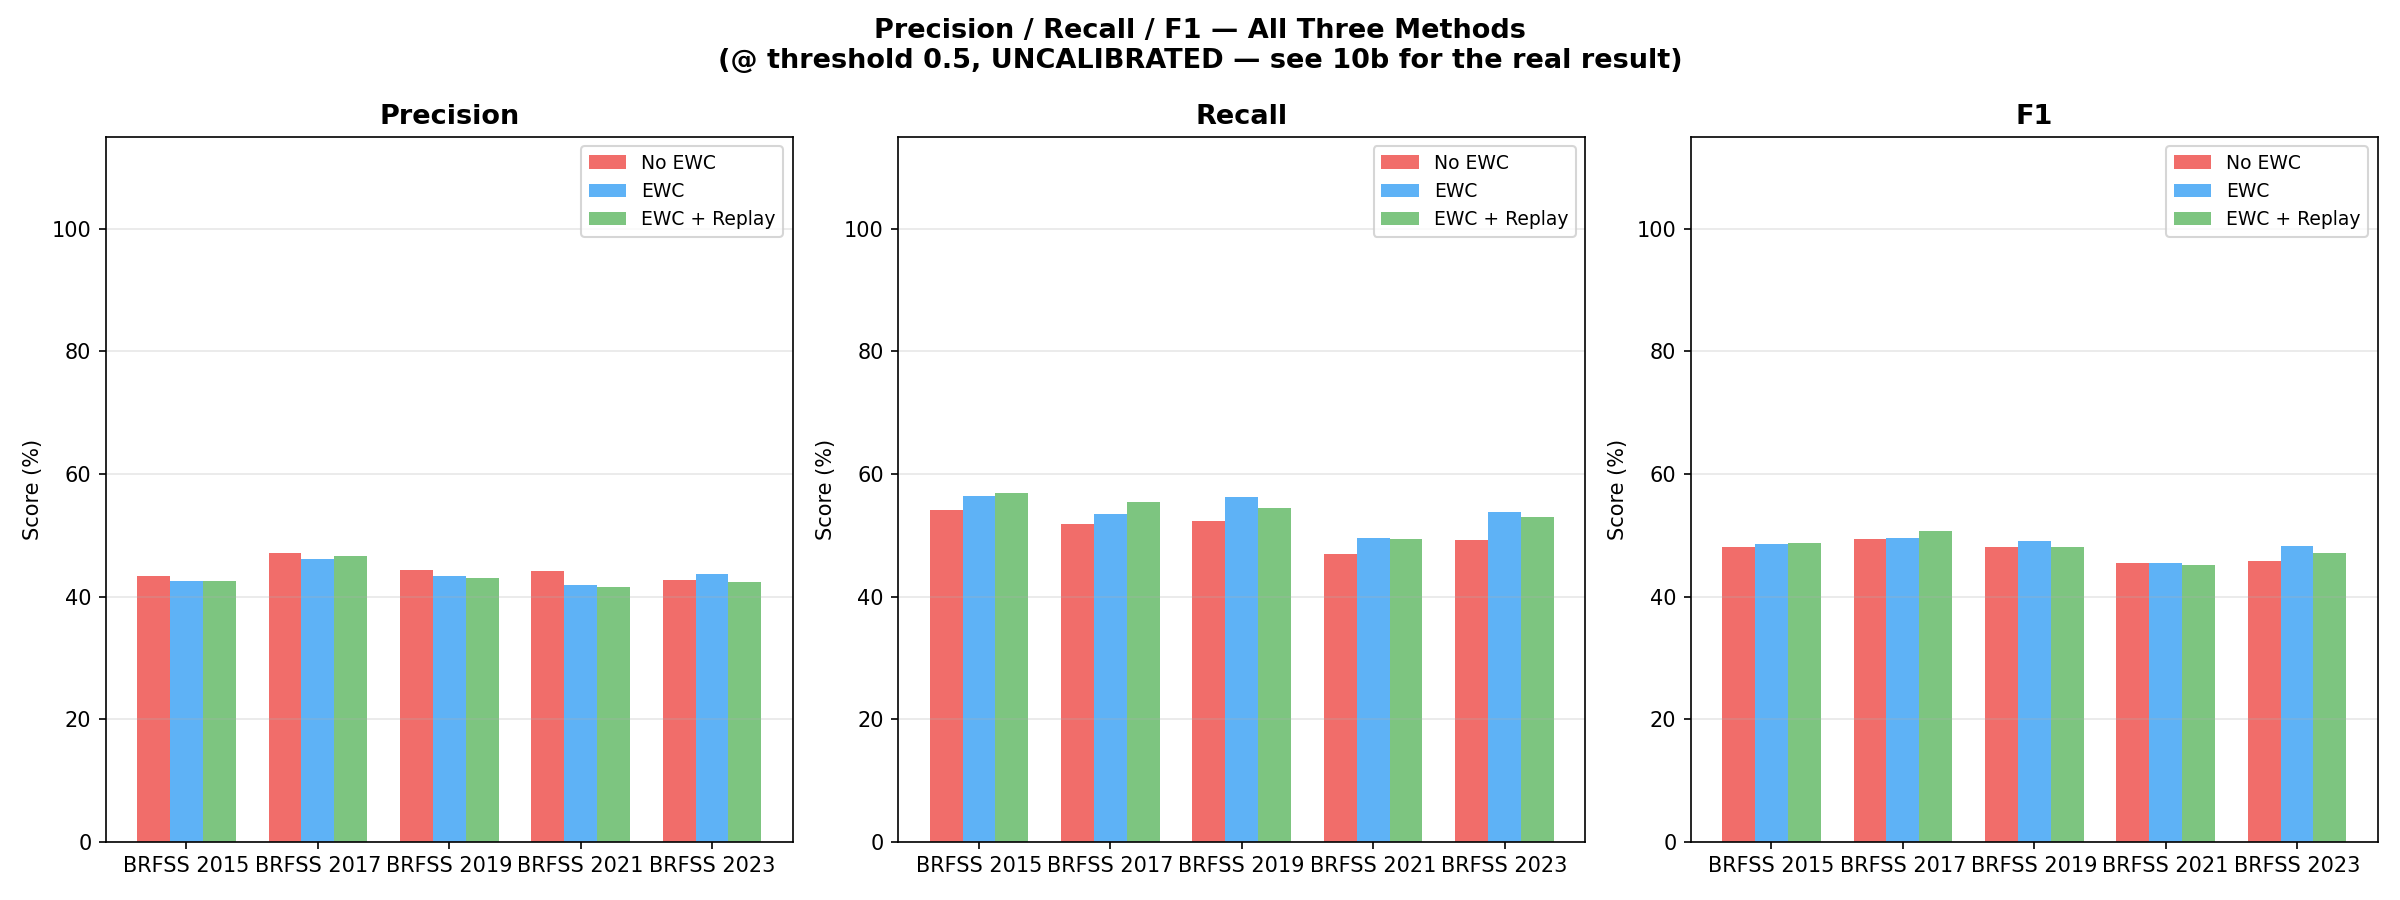 Precision / Recall / F1 — All Three Methods
(@ threshold 0.5, UNCALIBRATED — see 10b for the real result)
Precision
No EWC
EWC
EWC + Replay
Score (%)
100
80
60
40
20
0
BRFSS 2015 BRFSS 2017 BRFSS 2019 BRFSS 2021 BRFSS 2023
Recall
No EWC
EWC
EWC + Replay
Score (%)
100
80
60
40
20
0
BRFSS 2015 BRFSS 2017 BRFSS 2019 BRFSS 2021 BRFSS 2023
F1
No EWC
EWC
EWC + Replay
Score (%)
100
80
60
40
20
0
BRFSS 2015 BRFSS 2017 BRFSS 2019 BRFSS 2021 BRFSS 2023